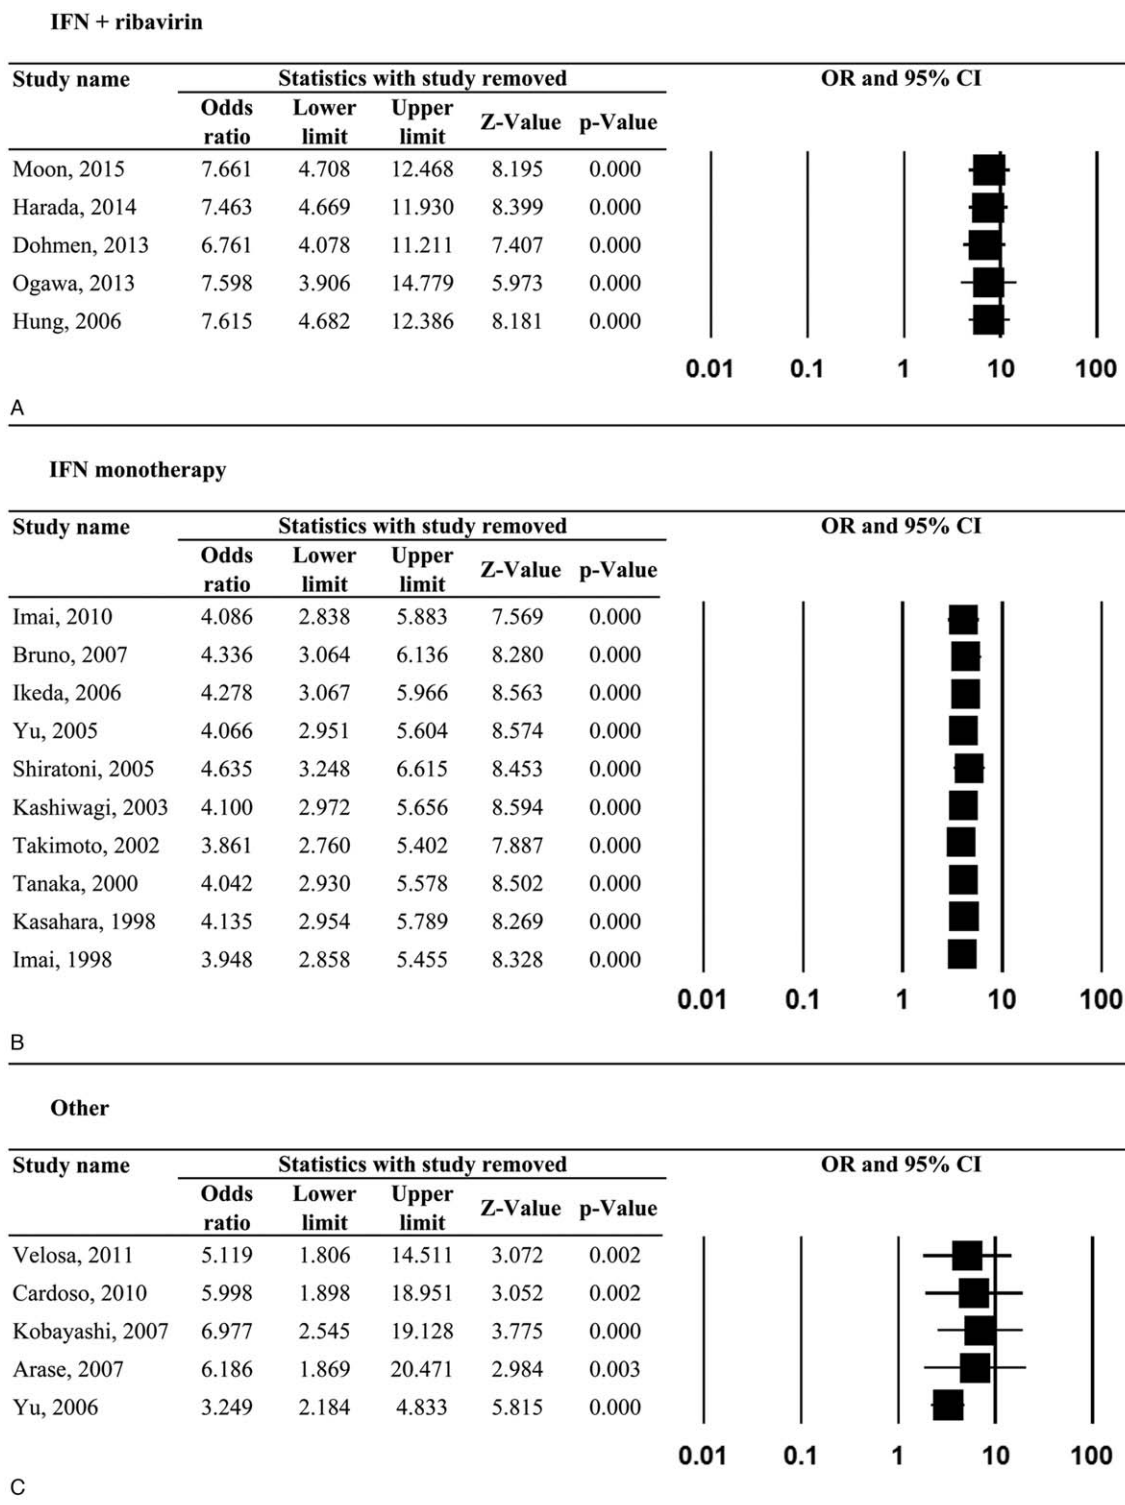 IFN + ribavirin
Study name Statistics with study removed OR and 95% CI
Odds ratio Lower limit Upper limit Z-Value p-Value
Moon, 2015 7.661 4.708 12.468 8.195 0.000
Harada, 2014 7.463 4.669 11.930 8.399 0.000
Dohmen, 2013 6.761 4.078 11.211 7.407 0.000
Ogawa, 2013 7.598 3.906 14.779 5.973 0.000
Hung, 2006 7.615 4.682 12.386 8.181 0.000
0.01 0.1 1 10 100
A
IFN monotherapy
Study name Statistics with study removed OR and 95% CI
Odds ratio Lower limit Upper limit Z-Value p-Value
Imai, 2010 4.086 2.838 5.883 7.569 0.000
Bruno, 2007 4.336 3.064 6.136 8.280 0.000
Ikeda, 2006 4.278 3.067 5.966 8.563 0.000
Yu, 2005 4.066 2.951 5.604 8.574 0.000
Shiratoni, 2005 4.635 3.248 6.615 8.453 0.000
Kashiwagi, 2003 4.100 2.972 5.656 8.594 0.000
Takimoto, 2002 3.861 2.760 5.402 7.887 0.000
Tanaka, 2000 4.042 2.930 5.578 8.502 0.000
Kasahara, 1998 4.135 2.954 5.789 8.269 0.000
Imai, 1998 3.948 2.858 5.455 8.328 0.000
0.01 0.1 1 10 100
B
Other
Study name Statistics with study removed OR and 95% CI
Odds ratio Lower limit Upper limit Z-Value p-Value
Velosa, 2011 5.119 1.806 14.511 3.072 0.002
Cardoso, 2010 5.998 1.898 18.951 3.052 0.002
Kobayashi, 2007 6.977 2.545 19.128 3.775 0.000
Arase, 2007 6.186 1.869 20.471 2.984 0.003
Yu, 2006 3.249 2.184 4.833 5.815 0.000
0.01 0.1 1 10 100
C